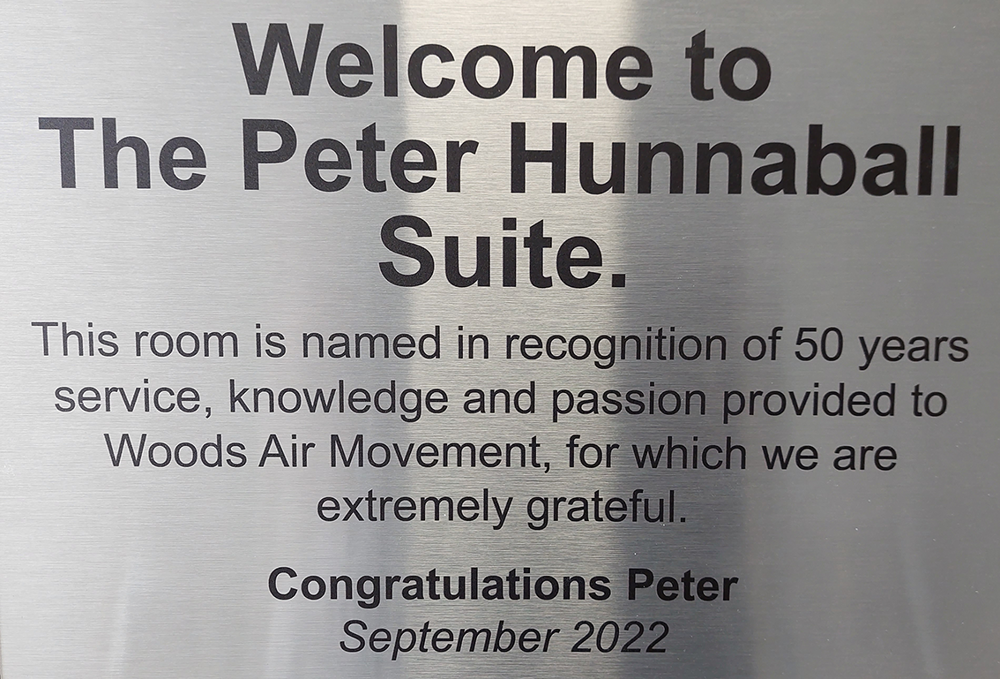 Welcome to
The Peter Hunnaball
Suite.
This room is named in recognition of 50 years
service, knowledge and passion provided to
Woods Air Movement, for which we are
extremely grateful.
Congratulations Peter
September 2022